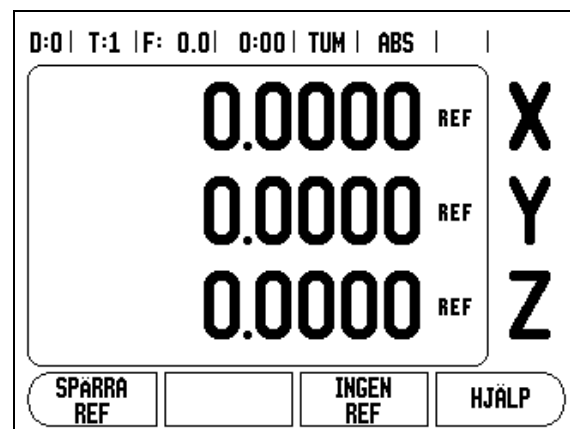 D:0| T:1 |F: 0.0| 0:00| TUM | ABS | |
0.0000 REF X
0.0000 REF Y
0.0000 REF Z
SPÄRRA REF
INGEN REF
HJÄLP